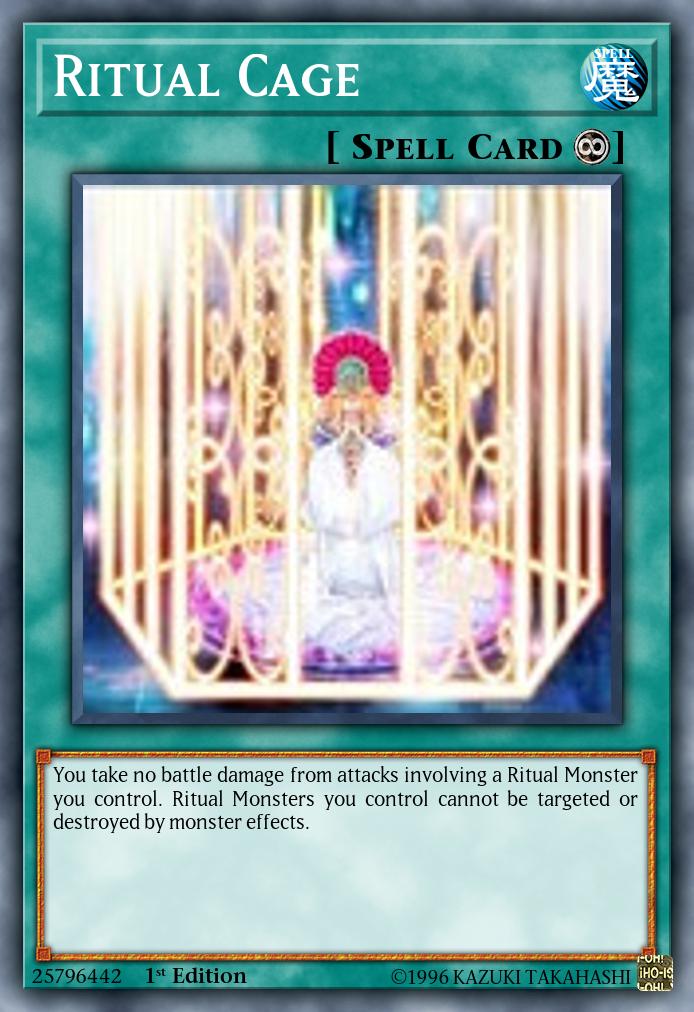 Ritual Cage
SPELL
魔
[ Spell Card ]
You take no battle damage from attacks involving a Ritual Monster
you control. Ritual Monsters you control cannot be targeted or
destroyed by monster effects.
25796442 1st Edition ©1996 KAZUKI TAKAHASHI